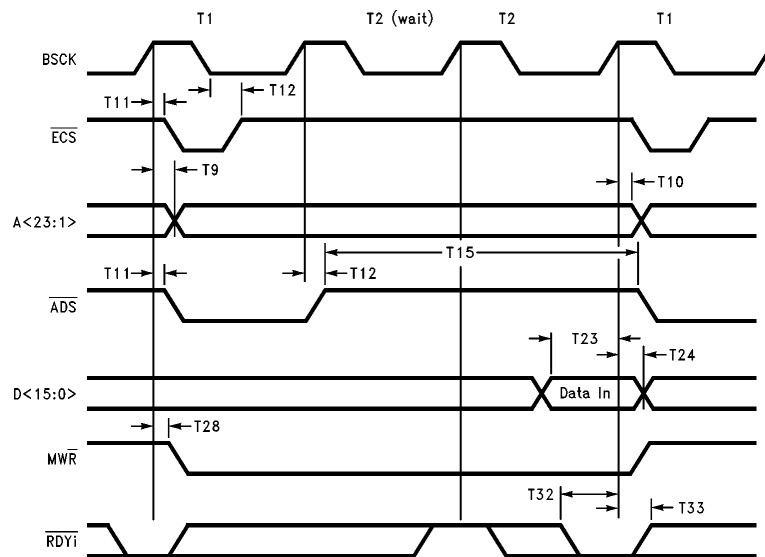 T1 T2 (wait) T2 T1
BSCK
T11 T12
ECS
T9 T10
A<23:1>
T15
T11 T12
ADS
T23
T24
D<15:0> Data In
T28
MWR
T32 T33
RDYi